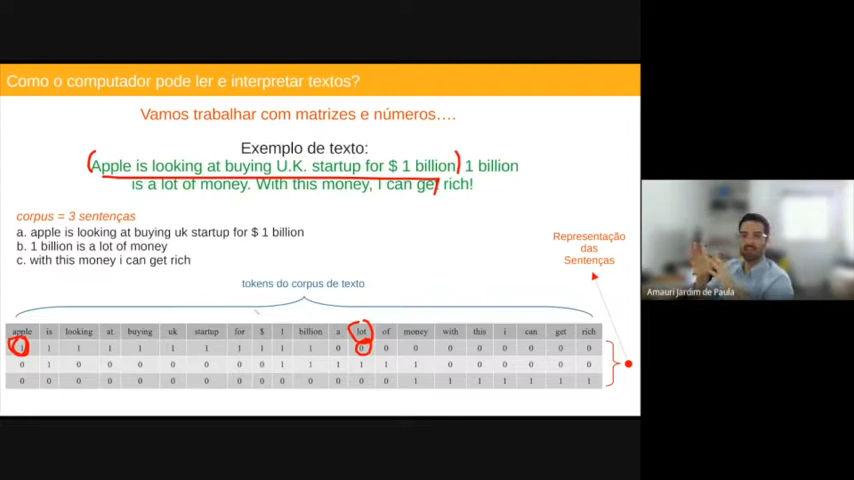 Como o computador pode ler e interpretar textos?
Vamos trabalhar com matrizes e números....
Exemplo de texto:
Apple is looking at buying U.K. startup for $ 1 billion. 1 billion
is a lot of money. With this money, I can get rich!
corpus = 3 sentenças
a. apple is looking at buying uk startup for $ 1 billion
b. 1 billion is a lot of money
c. with this money i can get rich
Representação
das
Sentenças
tokens do corpus de texto
apple is looking at buying uk startup for $ 1 billion a lot of money with this i can get rich
1 1 1 1 1 1 1 1 1 1 1 0 0 0 0 0 0 0 0 0 0
0 1 0 0 0 0 0 0 0 1 1 1 1 1 1 0 0 0 0 0 0
0 0 0 0 0 0 0 0 0 0 0 0 0 0 1 1 1 1 1 1 1
Amauri Jardim de Paula